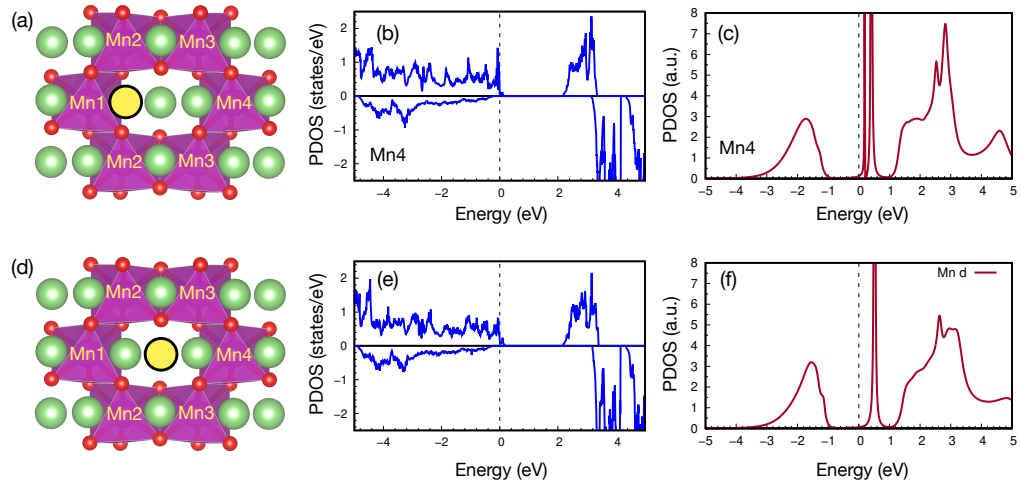 (a)
Mn2 Mn3
Mn1 Mn4
Mn2 Mn3
(b)
PDOS (states/eV)
2
1
0
−1
−2
Mn4
−4 −2 0 2 4
Energy (eV)
(c)
PDOS (a.u.)
8
7
6
5
4
3
2
1
0
Mn4
−5 −4 −3 −2 −1 0 1 2 3 4 5
Energy (eV)
(d)
Mn2 Mn3
Mn1 Mn4
Mn2 Mn3
(e)
PDOS (states/eV)
2
1
0
−1
−2
−4 −2 0 2 4
Energy (eV)
(f)
Mn d
PDOS (a.u.)
8
7
6
5
4
3
2
1
0
−5 −4 −3 −2 −1 0 1 2 3 4 5
Energy (eV)